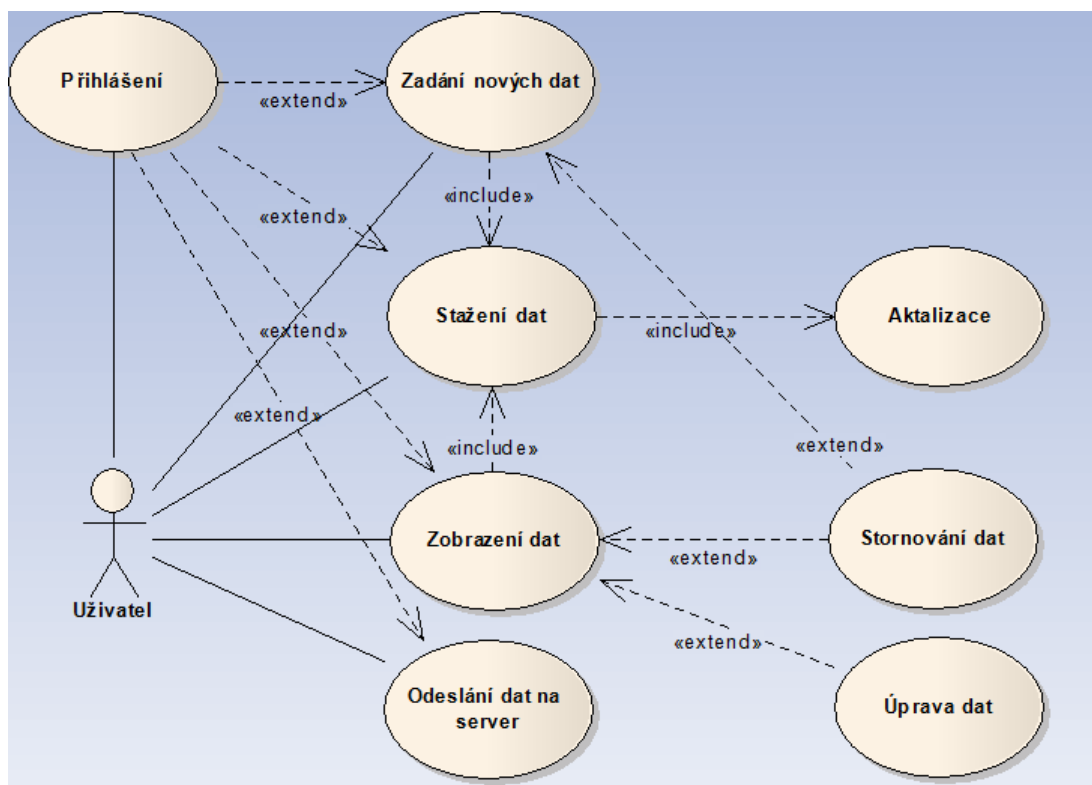 Přihlášení
Zadání nových dat
«extend»
«include»
«extend»
Stažení dat
Aktalizace
«extend»
«include»
«extend»
«include»
«extend»
Zobrazení dat
Stornování dat
«extend»
Uživatel
«extend»
Odeslání dat na
server
Úprava dat